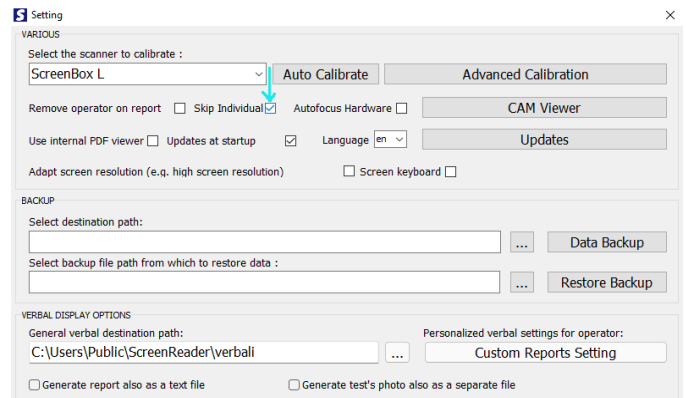 S Setting
VARIOUS
Select the scanner to calibrate :
ScreenBox L Auto Calibrate Advanced Calibration
Remove operator on report Skip Individual Autofocus Hardware CAM Viewer
Use internal PDF viewer Updates at startup Language en Updates
Adapt screen resolution (e.g. high screen resolution) Screen keyboard
BACKUP
Select destination path:
... Data Backup
Select backup file path from which to restore data :
... Restore Backup
VERBAL DISPLAY OPTIONS
General verbal destination path: Personalized verbal settings for operator:
C:\Users\Public\ScreenReader\verbali ... Custom Reports Setting
Generate report also as a text file Generate test's photo also as a separate file